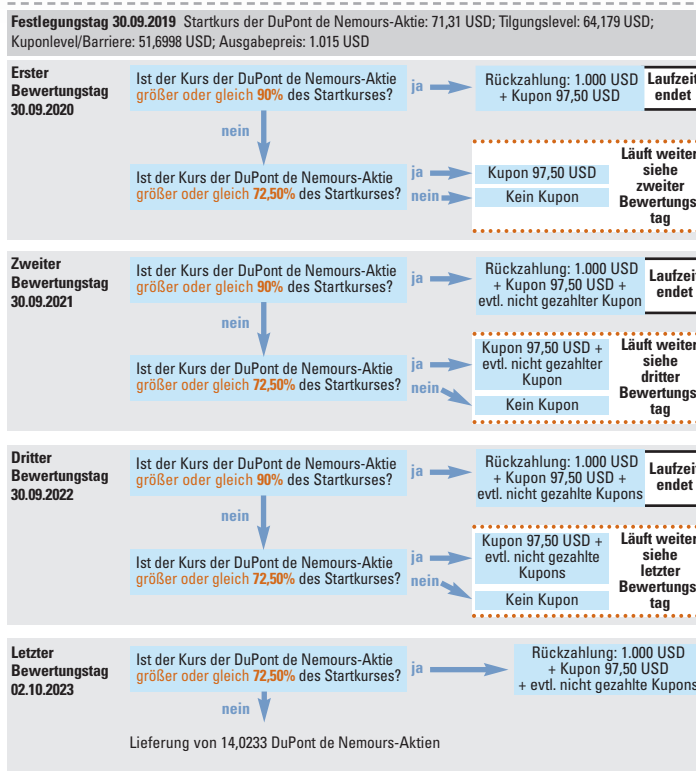 Festlegungstag 30.09.2019 Startkurs der DuPont de Nemours-Aktie: 71,31 USD; Tilgungslevel: 64,179 USD;
Kuponlevel/Barriere: 51,6998 USD; Ausgabepreis: 1.015 USD
Erster
Bewertungstag
30.09.2020
Ist der Kurs der DuPont de Nemours-Aktie
größer oder gleich 90% des Startkurses?
ja
Rückzahlung: 1.000 USD
+ Kupon 97,50 USD
Laufzeit
endet
nein
Ist der Kurs der DuPont de Nemours-Aktie
größer oder gleich 72,50% des Startkurses?
ja
Kupon 97,50 USD
nein
Kein Kupon
Läuft weiter
siehe
zweiter
Bewertungs
tag
Zweiter
Bewertungstag
30.09.2021
Ist der Kurs der DuPont de Nemours-Aktie
größer oder gleich 90% des Startkurses?
ja
Rückzahlung: 1.000 USD
+ Kupon 97,50 USD +
evtl. nicht gezahlter Kupon
Laufzeit
endet
nein
Ist der Kurs der DuPont de Nemours-Aktie
größer oder gleich 72,50% des Startkurses?
ja
Kupon 97,50 USD +
evtl. nicht gezahlter
Kupon
nein
Kein Kupon
Läuft weiter
siehe
dritter
Bewertungs
tag
Dritter
Bewertungstag
30.09.2022
Ist der Kurs der DuPont de Nemours-Aktie
größer oder gleich 90% des Startkurses?
ja
Rückzahlung: 1.000 USD
+ Kupon 97,50 USD +
evtl. nicht gezahlte Kupons
Laufzeit
endet
nein
Ist der Kurs der DuPont de Nemours-Aktie
größer oder gleich 72,50% des Startkurses?
ja
Kupon 97,50 USD +
evtl. nicht gezahlte
Kupons
nein
Kein Kupon
Läuft weiter
siehe
letzter
Bewertungs
tag
Letzter
Bewertungstag
02.10.2023
Ist der Kurs der DuPont de Nemours-Aktie
größer oder gleich 72,50% des Startkurses?
ja
Rückzahlung: 1.000 USD
+ Kupon 97,50 USD
+ evtl. nicht gezahlte Kupons
nein
Lieferung von 14,0233 DuPont de Nemours-Aktien